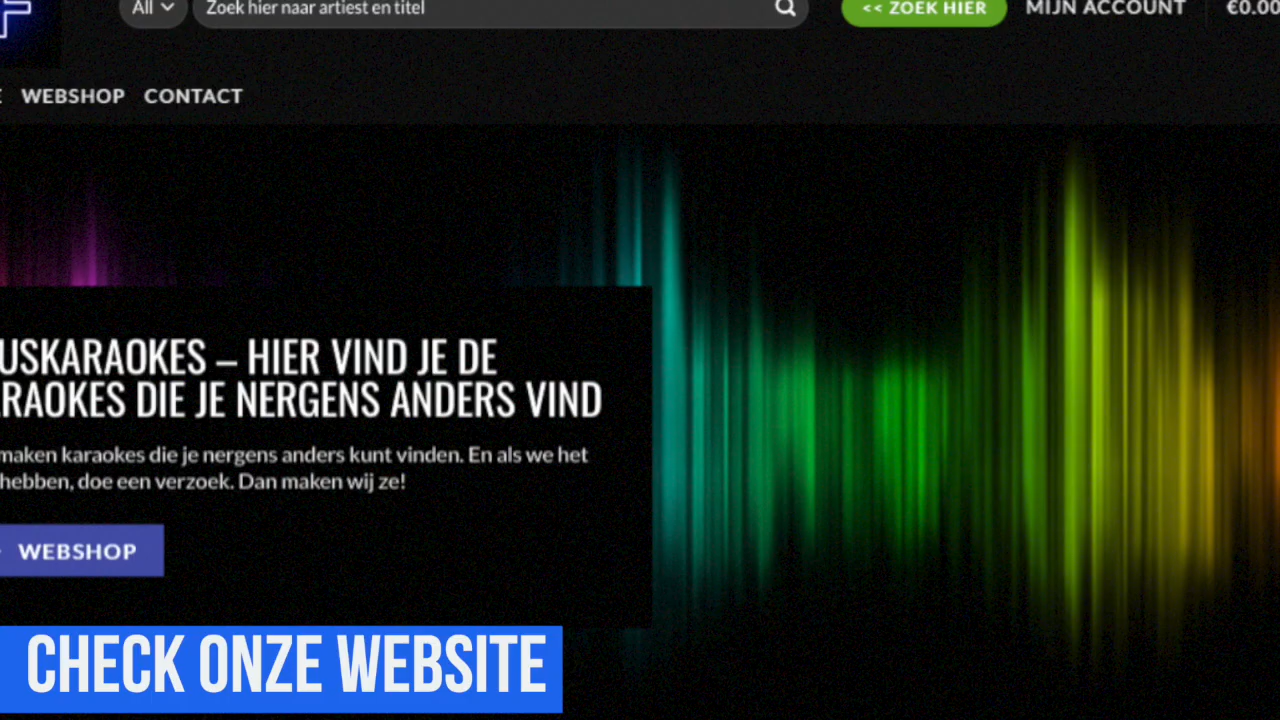 All Zoek hier naar artiest en titel << ZOEK HIER MIJN ACCOUNT €0.00
WEBSHOP CONTACT
USKARAOKES – HIER VIND JE DE
RAOKES DIE JE NERGENS ANDERS VIND
maken karaokes die je nergens anders kunt vinden. En als we het
hebben, doe een verzoek. Dan maken wij ze!
WEBSHOP
CHECK ONZE WEBSITE